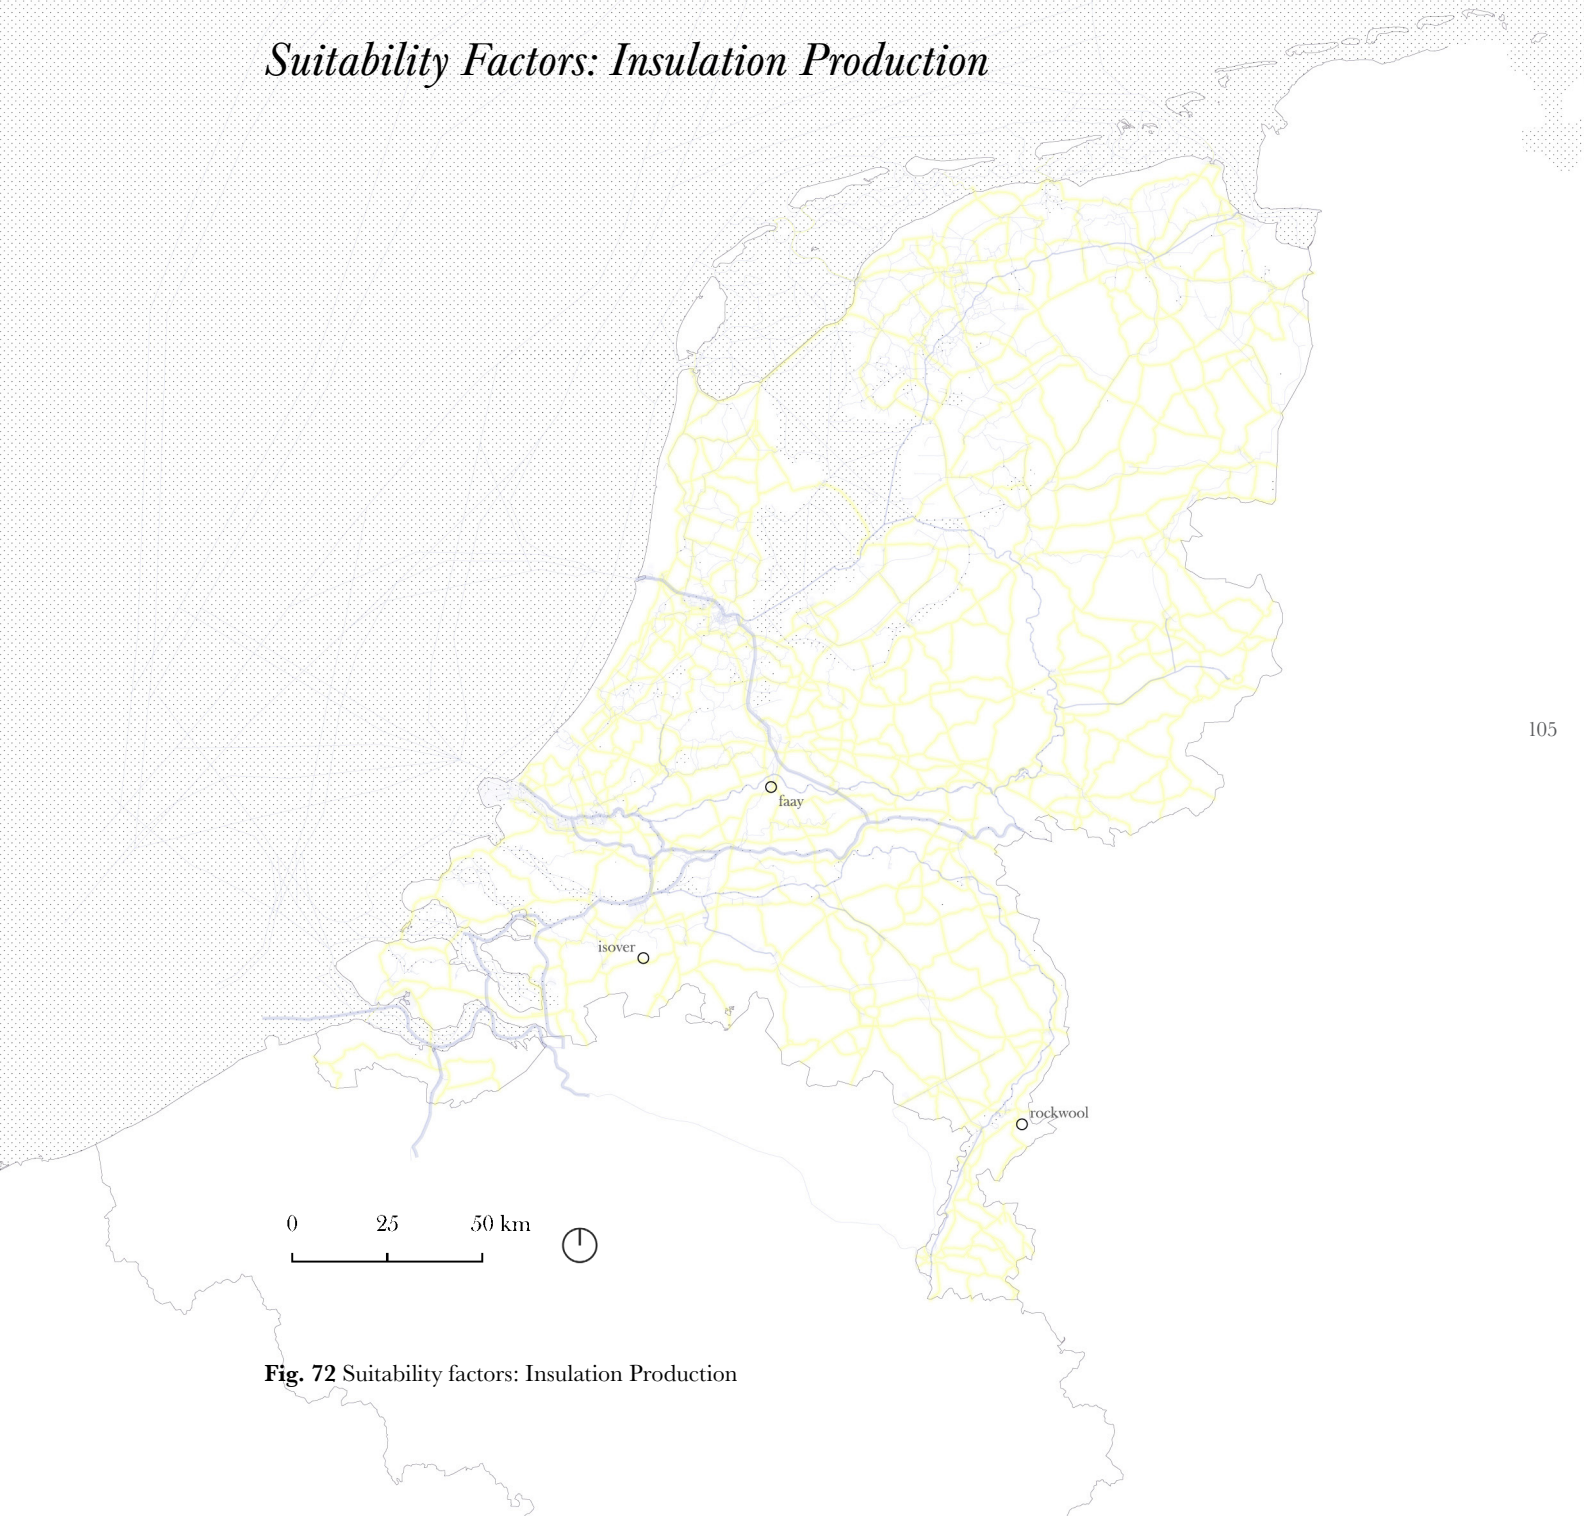 Suitability Factors: Insulation Production
105
faay
isover
rockwool
0 25 50 km
Fig. 72 Suitability factors: Insulation Production